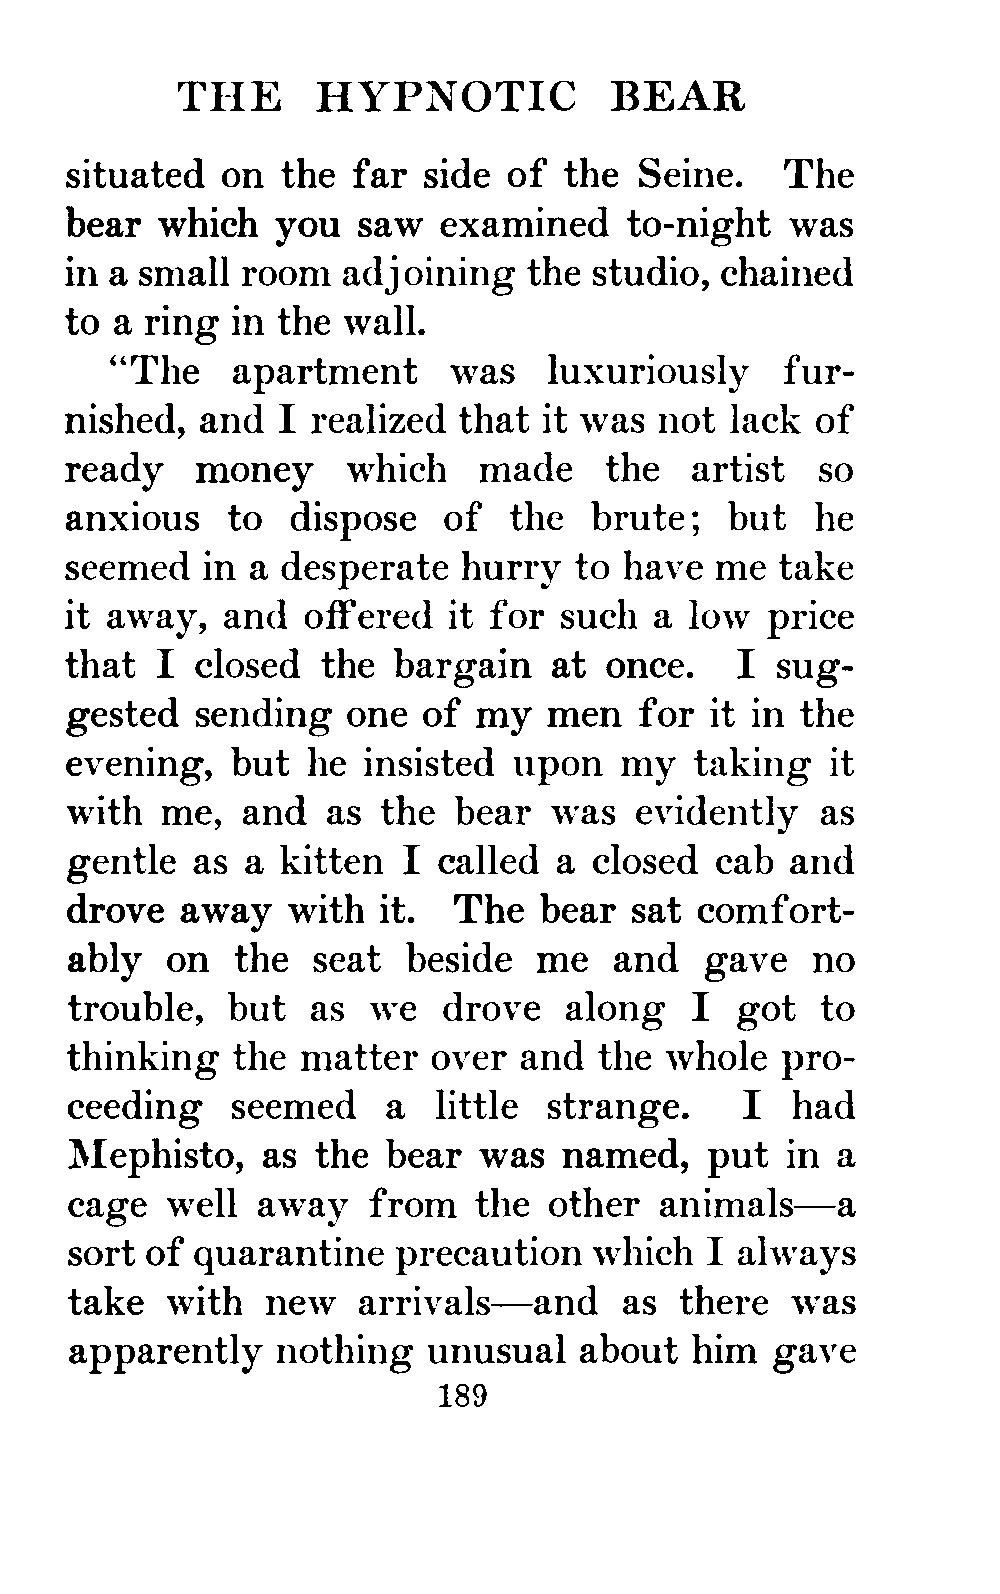 THE HYPNOTIC BEAR
situated on the far side of the Seine. The
bear which you saw examined to-night was
in a small room adjoining the studio, chained
to a ring in the wall.
“The apartment was luxuriously fur-
nished, and I realized that it was not lack of
ready money which made the artist so
anxious to dispose of the brute; but he
seemed in a desperate hurry to have me take
it away, and offered it for such a low price
that I closed the bargain at once. I sug-
gested sending one of my men for it in the
evening, but he insisted upon my taking it
with me, and as the bear was evidently as
gentle as a kitten I called a closed cab and
drove away with it. The bear sat comfort-
ably on the seat beside me and gave no
trouble, but as we drove along I got to
thinking the matter over and the whole pro-
ceeding seemed a little strange. I had
Mephisto, as the bear was named, put in a
cage well away from the other animals—a
sort of quarantine precaution which I always
take with new arrivals—and as there was
apparently nothing unusual about him gave
189